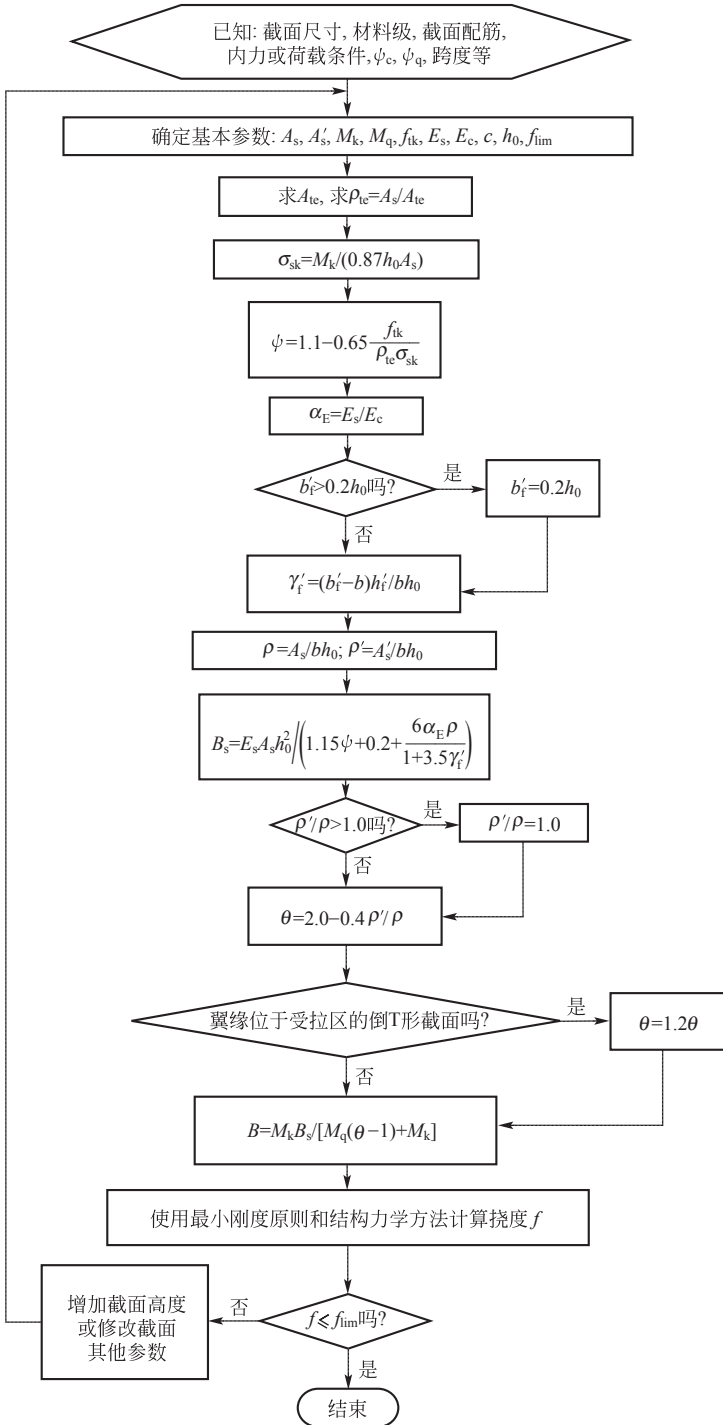 已知: 截面尺寸, 材料级, 截面配筋,
内力或荷载条件,ψc, ψq, 跨度等
确定基本参数: As, A′s, Mk, Mq, ftk, Es, Ec, c, h0, flim
求Ate, 求ρte=As/Ate
σsk=Mk/(0.87h0As)
ψ=1.1−0.65 ftk/ρteσsk
αE=Es/Ec
b′f>0.2h0吗?
是
b′f=0.2h0
否
γ′f=(b′f−b)h′f/bh0
ρ=As/bh0; ρ′=A′s/bh0
Bs=EsAsh0²/(1.15ψ+0.2+6αEρ/1+3.5γ′f)
ρ′/ρ>1.0吗?
是
ρ′/ρ=1.0
否
θ=2.0−0.4ρ′/ρ
翼缘位于受拉区的倒T形截面吗?
是
θ=1.2θ
否
B=MkBs/[Mq(θ−1)+Mk]
使用最小刚度原则和结构力学方法计算挠度 f
f≤flim吗?
否
增加截面高度
或修改截面
其他参数
是
结束